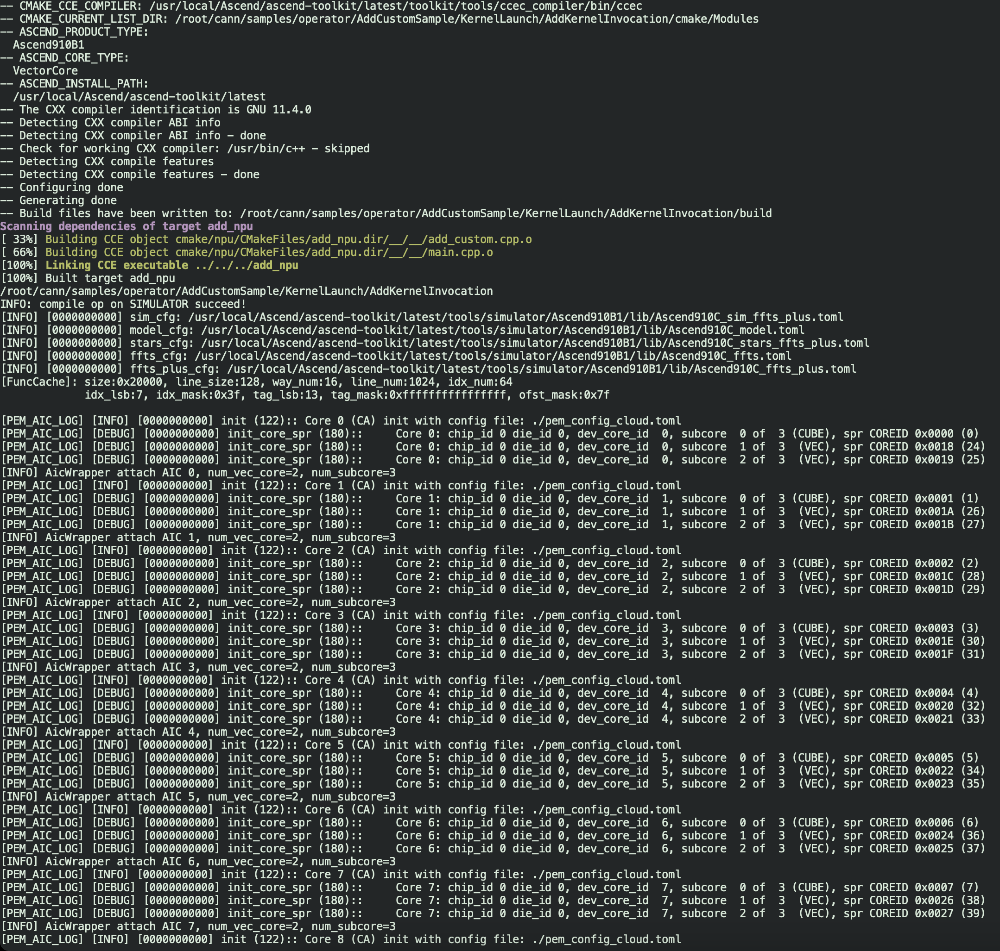 -- CMAKE_CCE_COMPILER: /usr/local/Ascend/ascend-toolkit/latest/toolkit/tools/ccec_compiler/bin/ccec
-- CMAKE_CURRENT_LIST_DIR: /root/cann/samples/operator/AddCustomSample/KernelLaunch/AddKernelInvocation/cmake/Modules
-- ASCEND_PRODUCT_TYPE:
  Ascend910B1
-- ASCEND_CORE_TYPE:
  VectorCore
-- ASCEND_INSTALL_PATH:
  /usr/local/Ascend/ascend-toolkit/latest
-- The CXX compiler identification is GNU 11.4.0
-- Detecting CXX compiler ABI info
-- Detecting CXX compiler ABI info - done
-- Check for working CXX compiler: /usr/bin/c++ - skipped
-- Detecting CXX compile features
-- Detecting CXX compile features - done
-- Configuring done
-- Generating done
-- Build files have been written to: /root/cann/samples/operator/AddCustomSample/KernelLaunch/AddKernelInvocation/build
Scanning dependencies of target add_npu
[ 33%] Building CCE object cmake/npu/CMakeFiles/add_npu.dir/__/__/add_custom.cpp.o
[ 66%] Building CCE object cmake/npu/CMakeFiles/add_npu.dir/__/__/main.cpp.o
[100%] Linking CCE executable ../../../add_npu
[100%] Built target add_npu
/root/cann/samples/operator/AddCustomSample/KernelLaunch/AddKernelInvocation
INFO: compile op on SIMULATOR succeed!
[INFO] [0000000000] sim_cfg: /usr/local/Ascend/ascend-toolkit/latest/tools/simulator/Ascend910B1/lib/Ascend910C_sim_ffts_plus.toml
[INFO] [0000000000] model_cfg: /usr/local/Ascend/ascend-toolkit/latest/tools/simulator/Ascend910B1/lib/Ascend910C_model.toml
[INFO] [0000000000] stars_cfg: /usr/local/Ascend/ascend-toolkit/latest/tools/simulator/Ascend910B1/lib/Ascend910C_stars_ffts_plus.toml
[INFO] [0000000000] ffts_cfg: /usr/local/Ascend/ascend-toolkit/latest/tools/simulator/Ascend910B1/lib/Ascend910C_ffts.toml
[INFO] [0000000000] ffts_plus_cfg: /usr/local/Ascend/ascend-toolkit/latest/tools/simulator/Ascend910B1/lib/Ascend910C_ffts_plus.toml
[FuncCache]: size:0x20000, line_size:128, way_num:16, line_num:1024, idx_num:64
             idx_lsb:7, idx_mask:0x3f, tag_lsb:13, tag_mask:0xffffffffffffffff, ofst_mask:0x7f

[PEM_AIC_LOG] [INFO] [0000000000] init (122):: Core 0 (CA) init with config file: ./pem_config_cloud.toml
[PEM_AIC_LOG] [DEBUG] [0000000000] init_core_spr (180)::     Core 0: chip_id 0 die_id 0, dev_core_id  0, subcore  0 of  3 (CUBE), spr COREID 0x0000 (0)
[PEM_AIC_LOG] [DEBUG] [0000000000] init_core_spr (180)::     Core 0: chip_id 0 die_id 0, dev_core_id  0, subcore  1 of  3  (VEC), spr COREID 0x0018 (24)
[PEM_AIC_LOG] [DEBUG] [0000000000] init_core_spr (180)::     Core 0: chip_id 0 die_id 0, dev_core_id  0, subcore  2 of  3  (VEC), spr COREID 0x0019 (25)
[INFO] AicWrapper attach AIC 0, num_vec_core=2, num_subcore=3
[PEM_AIC_LOG] [INFO] [0000000000] init (122):: Core 1 (CA) init with config file: ./pem_config_cloud.toml
[PEM_AIC_LOG] [DEBUG] [0000000000] init_core_spr (180)::     Core 1: chip_id 0 die_id 0, dev_core_id  1, subcore  0 of  3 (CUBE), spr COREID 0x0001 (1)
[PEM_AIC_LOG] [DEBUG] [0000000000] init_core_spr (180)::     Core 1: chip_id 0 die_id 0, dev_core_id  1, subcore  1 of  3  (VEC), spr COREID 0x001A (26)
[PEM_AIC_LOG] [DEBUG] [0000000000] init_core_spr (180)::     Core 1: chip_id 0 die_id 0, dev_core_id  1, subcore  2 of  3  (VEC), spr COREID 0x001B (27)
[INFO] AicWrapper attach AIC 1, num_vec_core=2, num_subcore=3
[PEM_AIC_LOG] [INFO] [0000000000] init (122):: Core 2 (CA) init with config file: ./pem_config_cloud.toml
[PEM_AIC_LOG] [DEBUG] [0000000000] init_core_spr (180)::     Core 2: chip_id 0 die_id 0, dev_core_id  2, subcore  0 of  3 (CUBE), spr COREID 0x0002 (2)
[PEM_AIC_LOG] [DEBUG] [0000000000] init_core_spr (180)::     Core 2: chip_id 0 die_id 0, dev_core_id  2, subcore  1 of  3  (VEC), spr COREID 0x001C (28)
[PEM_AIC_LOG] [DEBUG] [0000000000] init_core_spr (180)::     Core 2: chip_id 0 die_id 0, dev_core_id  2, subcore  2 of  3  (VEC), spr COREID 0x001D (29)
[INFO] AicWrapper attach AIC 2, num_vec_core=2, num_subcore=3
[PEM_AIC_LOG] [INFO] [0000000000] init (122):: Core 3 (CA) init with config file: ./pem_config_cloud.toml
[PEM_AIC_LOG] [DEBUG] [0000000000] init_core_spr (180)::     Core 3: chip_id 0 die_id 0, dev_core_id  3, subcore  0 of  3 (CUBE), spr COREID 0x0003 (3)
[PEM_AIC_LOG] [DEBUG] [0000000000] init_core_spr (180)::     Core 3: chip_id 0 die_id 0, dev_core_id  3, subcore  1 of  3  (VEC), spr COREID 0x001E (30)
[PEM_AIC_LOG] [DEBUG] [0000000000] init_core_spr (180)::     Core 3: chip_id 0 die_id 0, dev_core_id  3, subcore  2 of  3  (VEC), spr COREID 0x001F (31)
[INFO] AicWrapper attach AIC 3, num_vec_core=2, num_subcore=3
[PEM_AIC_LOG] [INFO] [0000000000] init (122):: Core 4 (CA) init with config file: ./pem_config_cloud.toml
[PEM_AIC_LOG] [DEBUG] [0000000000] init_core_spr (180)::     Core 4: chip_id 0 die_id 0, dev_core_id  4, subcore  0 of  3 (CUBE), spr COREID 0x0004 (4)
[PEM_AIC_LOG] [DEBUG] [0000000000] init_core_spr (180)::     Core 4: chip_id 0 die_id 0, dev_core_id  4, subcore  1 of  3  (VEC), spr COREID 0x0020 (32)
[PEM_AIC_LOG] [DEBUG] [0000000000] init_core_spr (180)::     Core 4: chip_id 0 die_id 0, dev_core_id  4, subcore  2 of  3  (VEC), spr COREID 0x0021 (33)
[INFO] AicWrapper attach AIC 4, num_vec_core=2, num_subcore=3
[PEM_AIC_LOG] [INFO] [0000000000] init (122):: Core 5 (CA) init with config file: ./pem_config_cloud.toml
[PEM_AIC_LOG] [DEBUG] [0000000000] init_core_spr (180)::     Core 5: chip_id 0 die_id 0, dev_core_id  5, subcore  0 of  3 (CUBE), spr COREID 0x0005 (5)
[PEM_AIC_LOG] [DEBUG] [0000000000] init_core_spr (180)::     Core 5: chip_id 0 die_id 0, dev_core_id  5, subcore  1 of  3  (VEC), spr COREID 0x0022 (34)
[PEM_AIC_LOG] [DEBUG] [0000000000] init_core_spr (180)::     Core 5: chip_id 0 die_id 0, dev_core_id  5, subcore  2 of  3  (VEC), spr COREID 0x0023 (35)
[INFO] AicWrapper attach AIC 5, num_vec_core=2, num_subcore=3
[PEM_AIC_LOG] [INFO] [0000000000] init (122):: Core 6 (CA) init with config file: ./pem_config_cloud.toml
[PEM_AIC_LOG] [DEBUG] [0000000000] init_core_spr (180)::     Core 6: chip_id 0 die_id 0, dev_core_id  6, subcore  0 of  3 (CUBE), spr COREID 0x0006 (6)
[PEM_AIC_LOG] [DEBUG] [0000000000] init_core_spr (180)::     Core 6: chip_id 0 die_id 0, dev_core_id  6, subcore  1 of  3  (VEC), spr COREID 0x0024 (36)
[PEM_AIC_LOG] [DEBUG] [0000000000] init_core_spr (180)::     Core 6: chip_id 0 die_id 0, dev_core_id  6, subcore  2 of  3  (VEC), spr COREID 0x0025 (37)
[INFO] AicWrapper attach AIC 6, num_vec_core=2, num_subcore=3
[PEM_AIC_LOG] [INFO] [0000000000] init (122):: Core 7 (CA) init with config file: ./pem_config_cloud.toml
[PEM_AIC_LOG] [DEBUG] [0000000000] init_core_spr (180)::     Core 7: chip_id 0 die_id 0, dev_core_id  7, subcore  0 of  3 (CUBE), spr COREID 0x0007 (7)
[PEM_AIC_LOG] [DEBUG] [0000000000] init_core_spr (180)::     Core 7: chip_id 0 die_id 0, dev_core_id  7, subcore  1 of  3  (VEC), spr COREID 0x0026 (38)
[PEM_AIC_LOG] [DEBUG] [0000000000] init_core_spr (180)::     Core 7: chip_id 0 die_id 0, dev_core_id  7, subcore  2 of  3  (VEC), spr COREID 0x0027 (39)
[INFO] AicWrapper attach AIC 7, num_vec_core=2, num_subcore=3
[PEM_AIC_LOG] [INFO] [0000000000] init (122):: Core 8 (CA) init with config file: ./pem_config_cloud.toml